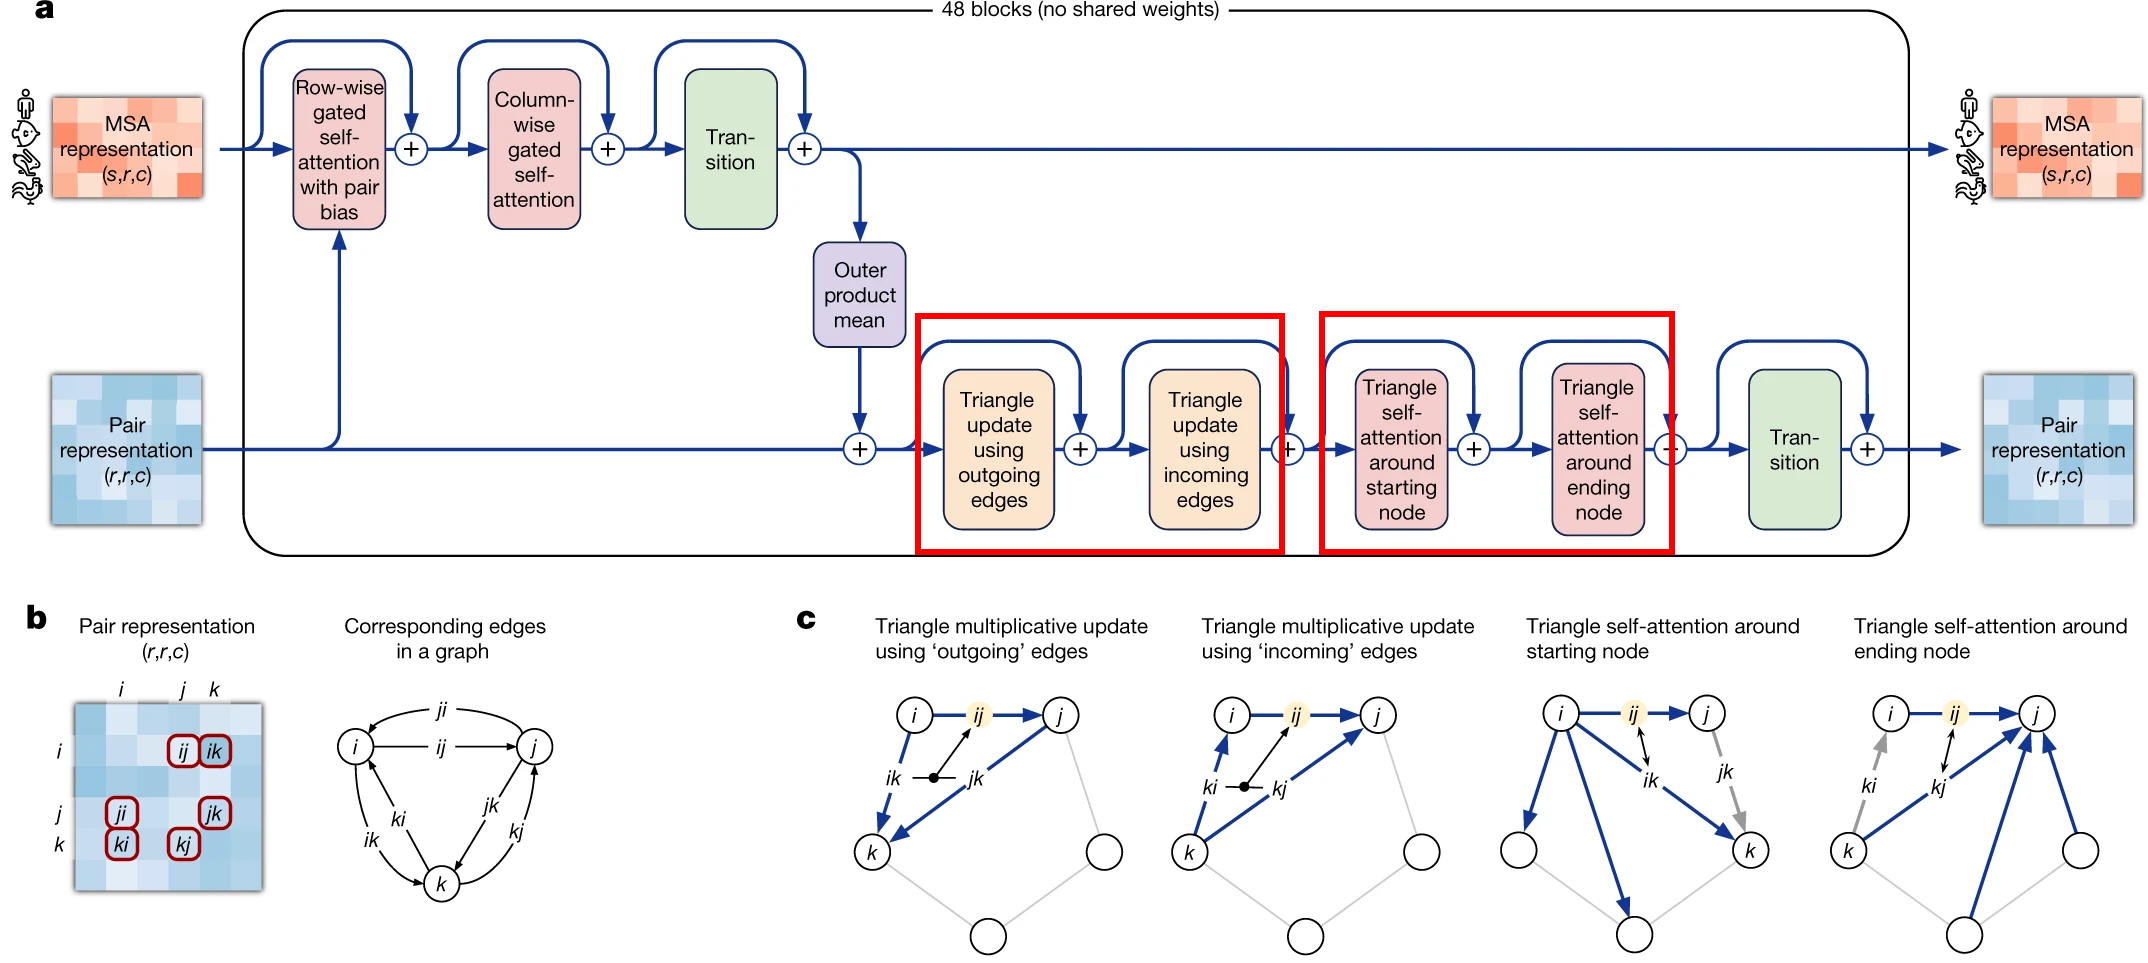 a
48 blocks (no shared weights)
MSA
representation
(s,r,c)
Row-wise
gated
self-
attention
with pair
bias
Column-
wise
gated
self-
attention
Tran-
sition
MSA
representation
(s,r,c)
Outer
product
mean
Pair
representation
(r,r,c)
Triangle
update
using
outgoing
edges
Triangle
update
using
incoming
edges
Triangle
self-
attention
around
starting
node
Triangle
self-
attention
around
ending
node
Tran-
sition
Pair
representation
(r,r,c)
+
+
+
+
+
+
+
+
+
b
Pair representation
(r,r,c)
i
j
k
i
ij
ik
j
ji
jk
k
ki
kj
Corresponding edges
in a graph
ji
i
ij
j
ik
ki
jk
kj
k
c
Triangle multiplicative update
using ‘outgoing’ edges
i
ij
j
ik
jk
k
Triangle multiplicative update
using ‘incoming’ edges
i
ij
j
ki
kj
k
Triangle self-attention around
starting node
i
ij
j
ik
jk
k
Triangle self-attention around
ending node
i
ij
j
ki
kj
k